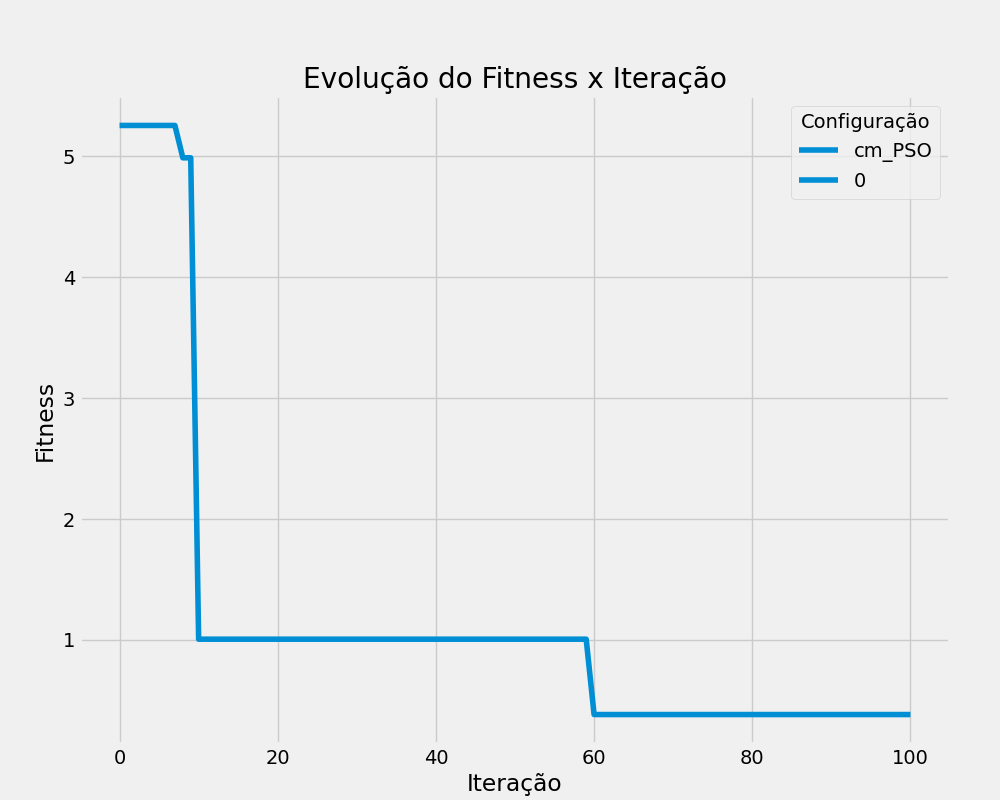 Evolução do Fitness x Iteração
Configuração
cm_PSO
0
5
4
3
2
1
Fitness
0 20 40 60 80 100
Iteração